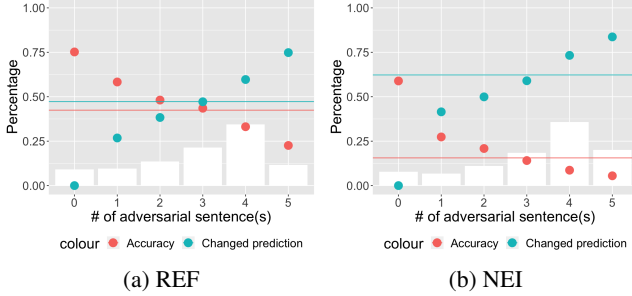 1.00
0.75
0.50
0.25
0.00
Percentage
0 1 2 3 4 5
# of adversarial sentence(s)
colour Accuracy Changed prediction
(a) REF
1.00
0.75
0.50
0.25
0.00
Percentage
0 1 2 3 4 5
# of adversarial sentence(s)
colour Accuracy Changed prediction
(b) NEI